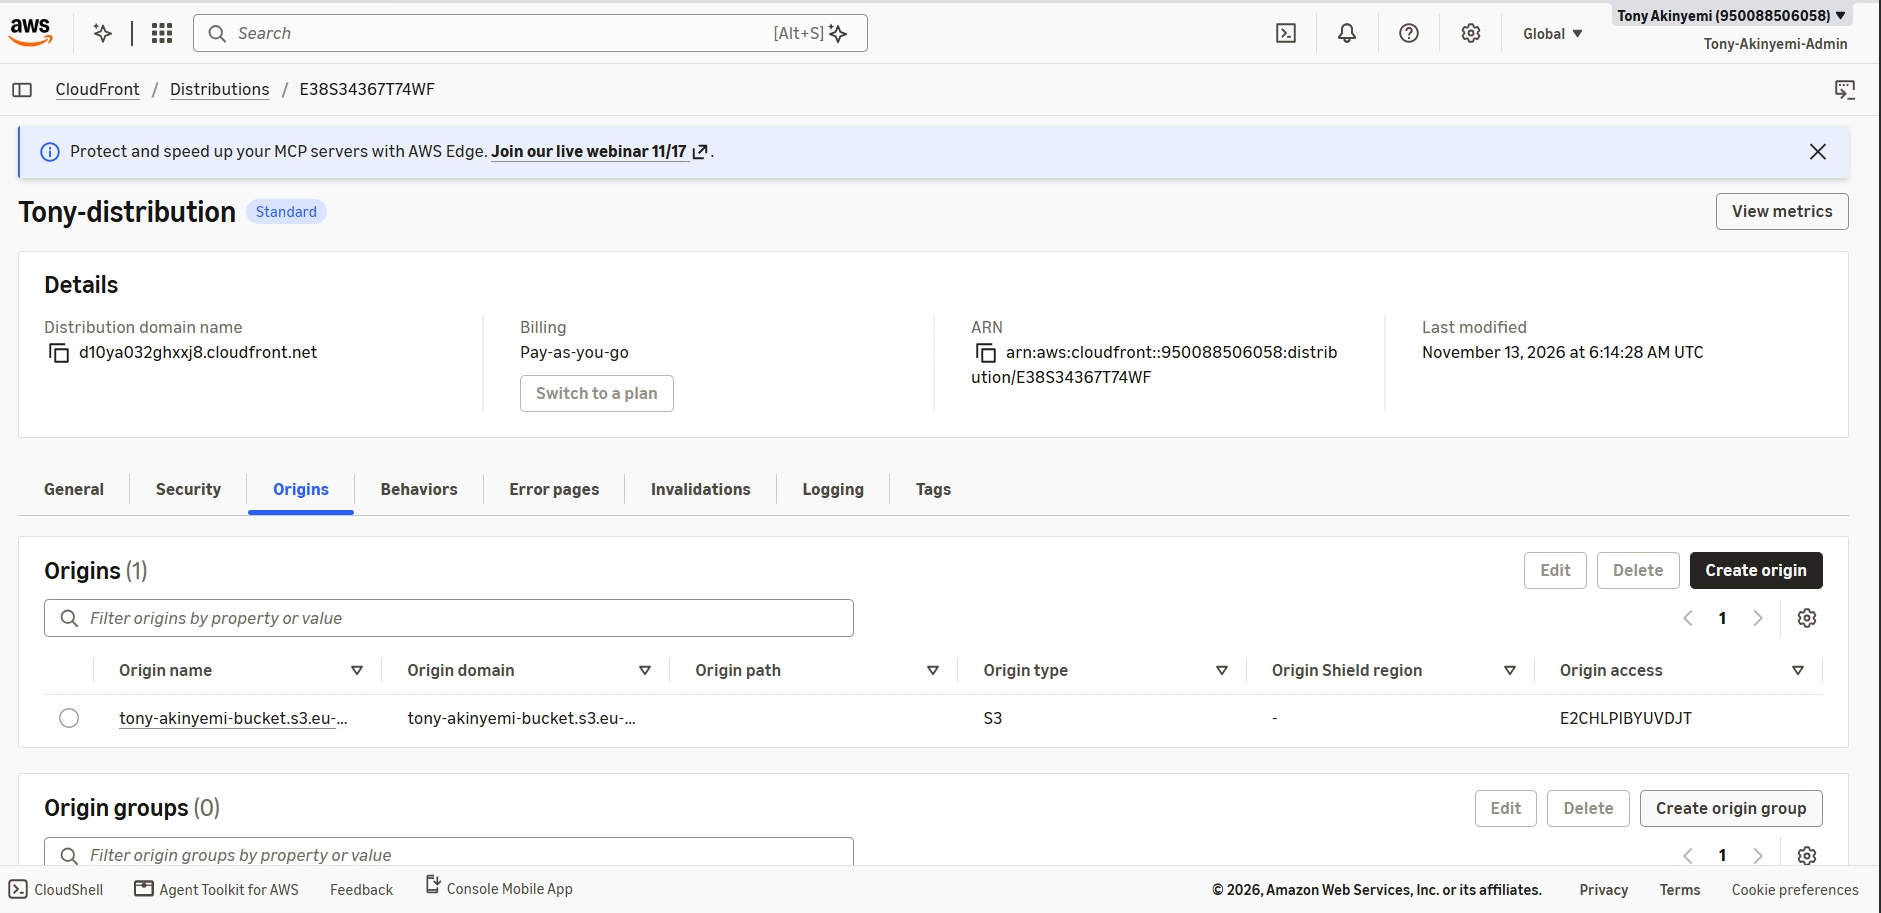 aws
Search [Alt+S]
Global
Tony Akinyemi (950088506058)
Tony-Akinyemi-Admin
CloudFront / Distributions / E38S34367T74WF
Protect and speed up your MCP servers with AWS Edge. Join our live webinar 11/17 .
Tony-distribution Standard
View metrics
Details
Distribution domain name
d10ya032ghxxj8.cloudfront.net
Billing
Pay-as-you-go
Switch to a plan
ARN
arn:aws:cloudfront::950088506058:distrib
ution/E38S34367T74WF
Last modified
November 13, 2026 at 6:14:28 AM UTC
General Security Origins Behaviors Error pages Invalidations Logging Tags
Origins (1)
Edit Delete Create origin
Filter origins by property or value
1
Origin name Origin domain Origin path Origin type Origin Shield region Origin access
tony-akinyemi-bucket.s3.eu-... tony-akinyemi-bucket.s3.eu-... S3 - E2CHLPIBYUVDJT
Origin groups (0)
Edit Delete Create origin group
Filter origin groups by property or value
1
CloudShell Agent Toolkit for AWS Feedback Console Mobile App
© 2026, Amazon Web Services, Inc. or its affiliates. Privacy Terms Cookie preferences